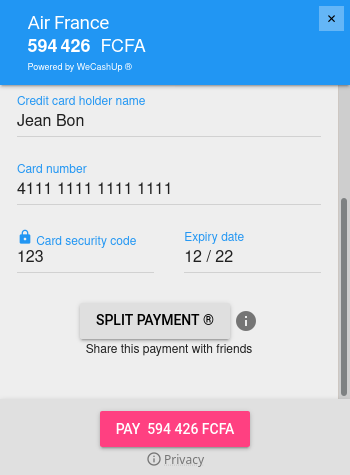 Air France
594 426 FCFA
Powered by WeCashUp ®
Credit card holder name
Jean Bon
Card number
4111 1111 1111 1111
Card security code
123
Expiry date
12 / 22
SPLIT PAYMENT ®
Share this payment with friends
PAY 594 426 FCFA
Privacy